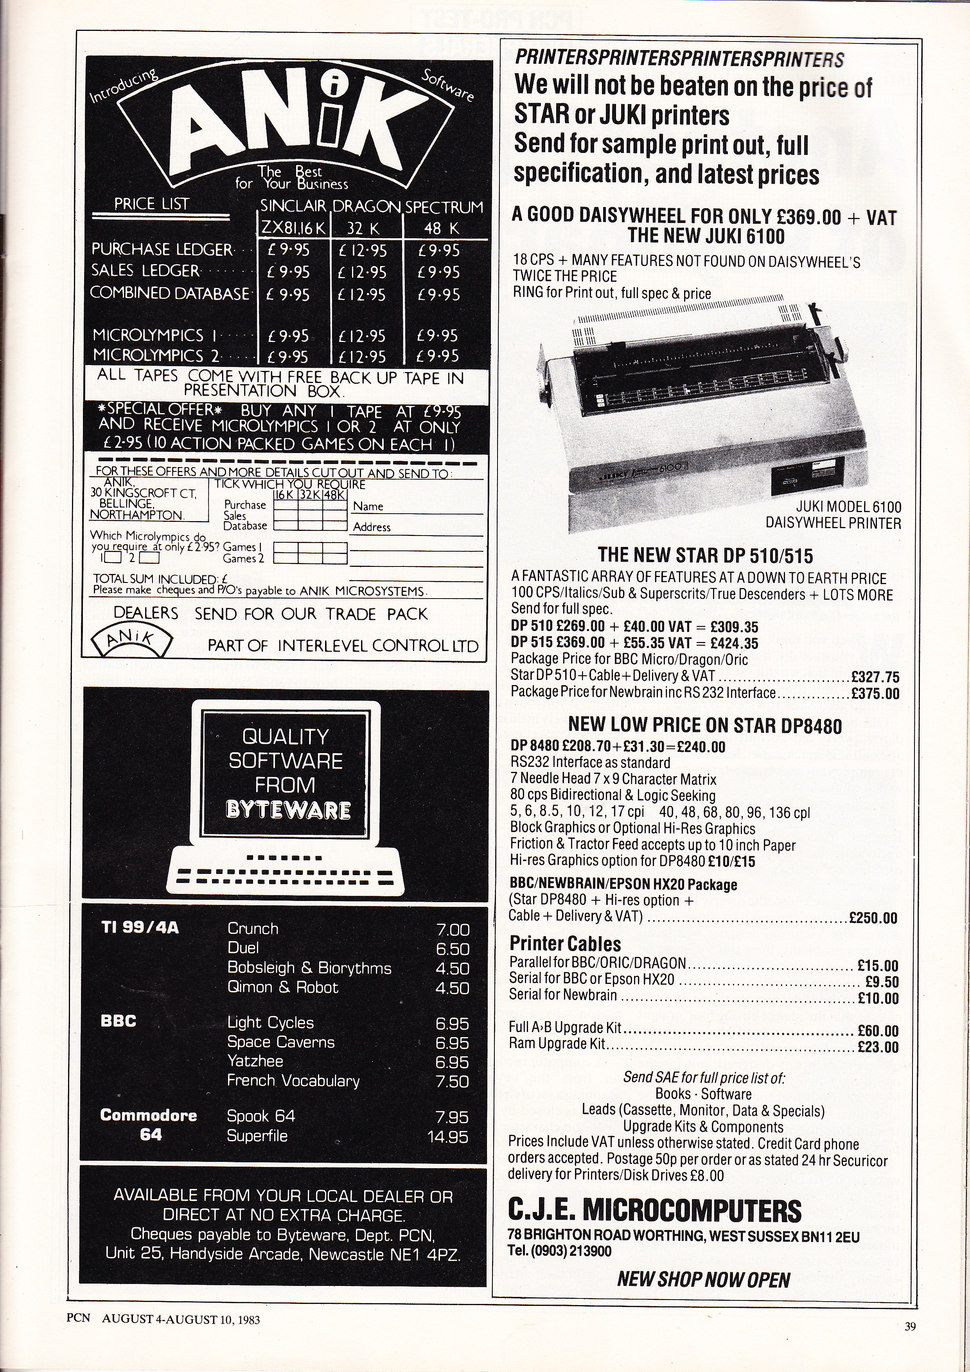 Introducing
ANiK
Software
The Best
for Your Business
PRICE LIST
SINCLAIR DRAGON SPECTRUM
ZX81,16 K 32 K 48 K
PURCHASE LEDGER £9·95 £12·95 £9·95
SALES LEDGER £9·95 £12·95 £9·95
COMBINED DATABASE £9·95 £12·95 £9·95
MICROLYMPICS 1 £9·95 £12·95 £9·95
MICROLYMPICS 2 £9·95 £12·95 £9·95
ALL TAPES COME WITH FREE BACK UP TAPE IN
PRESENTATION BOX.
*SPECIAL OFFER* BUY ANY 1 TAPE AT £9·95
AND RECEIVE MICROLYMPICS 1 OR 2 AT ONLY
£2·95 (10 ACTION PACKED GAMES ON EACH 1)
FOR THESE OFFERS AND MORE DETAILS CUT OUT AND SEND TO:
ANIK,
30 KINGSCROFT CT,
BELLINGE,
NORTHAMPTON.
TICK WHICH YOU REQUIRE
16K 32K 48K
Purchase
Sales
Database
Name
Address
Which Microlympics do
you require at only £2·95? Games 1
1 2 Games 2
TOTAL SUM INCLUDED: £
Please make cheques and P/O's payable to ANIK MICROSYSTEMS.
DEALERS SEND FOR OUR TRADE PACK
ANiK
PART OF INTERLEVEL CONTROL LTD
QUALITY
SOFTWARE
FROM
BYTEWARE
TI 99/4A Crunch 7.00
Duel 6.50
Bobsleigh & Biorythms 4.50
Qimon & Robot 4.50
BBC Light Cycles 6.95
Space Caverns 6.95
Yatzhee 6.95
French Vocabulary 7.50
Commodore Spook 64 7.95
64 Superfile 14.95
AVAILABLE FROM YOUR LOCAL DEALER OR
DIRECT AT NO EXTRA CHARGE.
Cheques payable to Byteware, Dept. PCN,
Unit 25, Handyside Arcade, Newcastle NE1 4PZ.
PRINTERSPRINTERSPRINTERSPRINTERS
We will not be beaten on the price of
STAR or JUKI printers
Send for sample print out, full
specification, and latest prices
A GOOD DAISYWHEEL FOR ONLY £369.00 + VAT
THE NEW JUKI 6100
18 CPS + MANY FEATURES NOT FOUND ON DAISYWHEEL'S
TWICE THE PRICE
RING for Print out, full spec & price
JUKI 6100
JUKI MODEL 6100
DAISYWHEEL PRINTER
THE NEW STAR DP 510/515
A FANTASTIC ARRAY OF FEATURES AT A DOWN TO EARTH PRICE
100 CPS/Italics/Sub & Superscrits/True Descenders + LOTS MORE
Send for full spec.
DP 510 £269.00 + £40.00 VAT = £309.35
DP 515 £369.00 + £55.35 VAT = £424.35
Package Price for BBC Micro/Dragon/Oric
Star DP510+Cable+Delivery & VAT ........................ £327.75
Package Price for Newbrain inc RS 232 Interface.............. £375.00
NEW LOW PRICE ON STAR DP8480
DP 8480 £208.70+£31.30=£240.00
RS232 Interface as standard
7 Needle Head 7 x 9 Character Matrix
80 cps Bidirectional & Logic Seeking
5, 6, 8.5, 10, 12, 17 cpi 40, 48, 68, 80, 96, 136 cpl
Block Graphics or Optional Hi-Res Graphics
Friction & Tractor Feed accepts up to 10 inch Paper
Hi-res Graphics option for DP8480 £10/£15
BBC/NEWBRAIN/EPSON HX20 Package
(Star DP8480 + Hi-res option +
Cable + Delivery & VAT) ..................................... £250.00
Printer Cables
Parallel for BBC/ORIC/DRAGON............................... £15.00
Serial for BBC or Epson HX20 ................................. £9.50
Serial for Newbrain ........................................... £10.00
Full A›B Upgrade Kit........................................... £60.00
Ram Upgrade Kit.............................................. £23.00
Send SAE for full price list of:
Books · Software
Leads (Cassette, Monitor, Data & Specials)
Upgrade Kits & Components
Prices Include VAT unless otherwise stated. Credit Card phone
orders accepted. Postage 50p per order or as stated 24 hr Securicor
delivery for Printers/Disk Drives £8.00
C.J.E. MICROCOMPUTERS
78 BRIGHTON ROAD WORTHING, WEST SUSSEX BN11 2EU
Tel. (0903) 213900
NEW SHOP NOW OPEN
PCN AUGUST 4-AUGUST 10, 1983
39